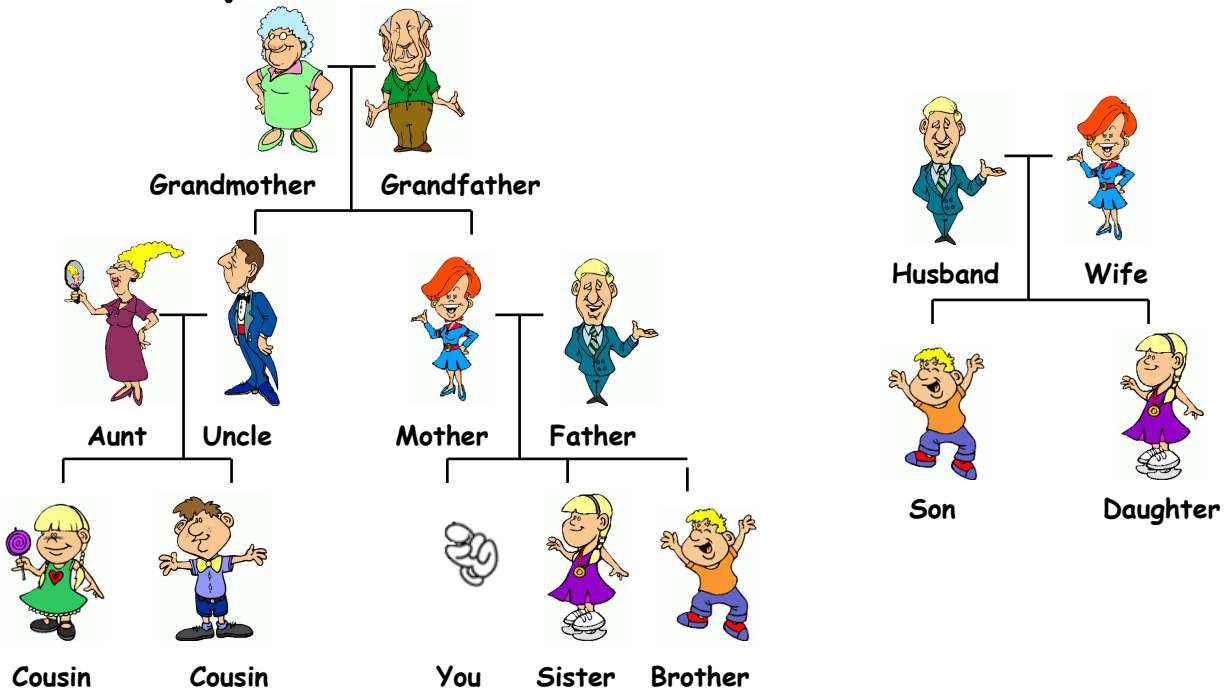 Grandmother Grandfather
Husband Wife
Aunt Uncle Mother Father
Son Daughter
Cousin Cousin You Sister Brother